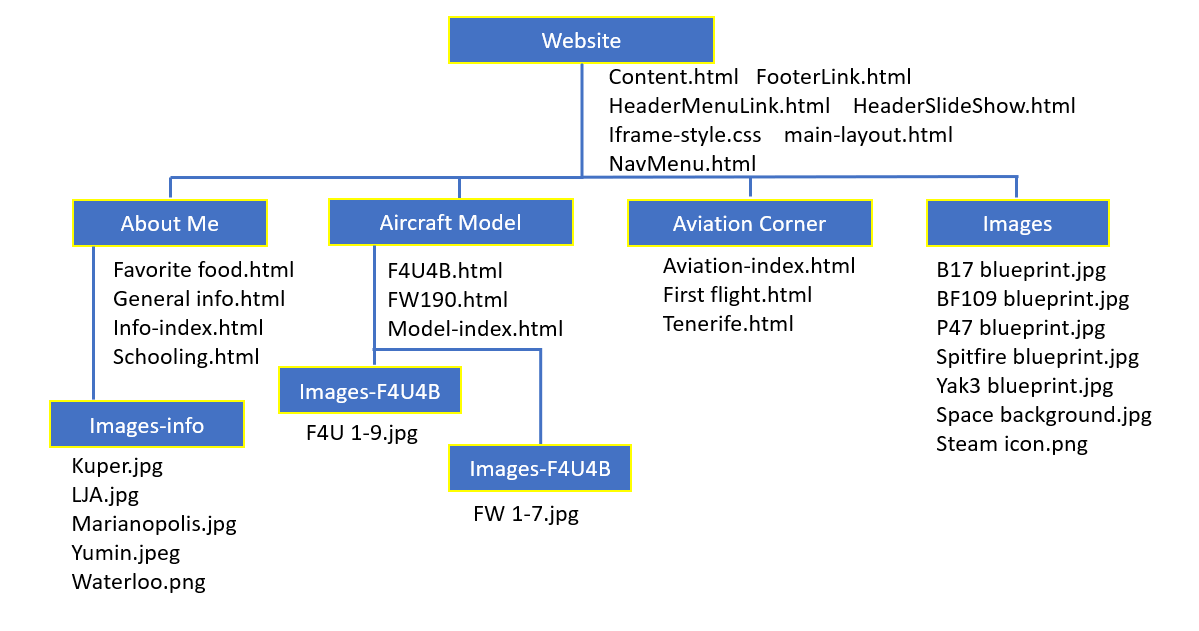 Website
Content.html FooterLink.html
HeaderMenuLink.html HeaderSlideShow.html
Iframe-style.css main-layout.html
NavMenu.html
About Me
Favorite food.html
General info.html
Info-index.html
Schooling.html
Images-info
Kuper.jpg
LJA.jpg
Marianopolis.jpg
Yumin.jpeg
Waterloo.png
Aircraft Model
F4U4B.html
FW190.html
Model-index.html
Images-F4U4B
F4U 1-9.jpg
Images-F4U4B
FW 1-7.jpg
Aviation Corner
Aviation-index.html
First flight.html
Tenerife.html
Images
B17 blueprint.jpg
BF109 blueprint.jpg
P47 blueprint.jpg
Spitfire blueprint.jpg
Yak3 blueprint.jpg
Space background.jpg
Steam icon.png